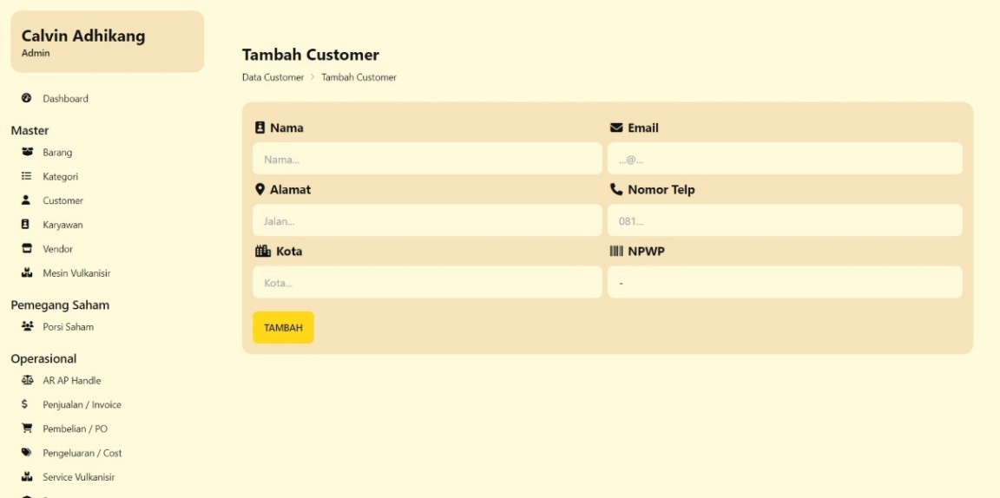 Calvin Adhikang
Admin
Dashboard
Master
Barang
Kategori
Customer
Karyawan
Vendor
Mesin Vulkanisir
Pemegang Saham
Porsi Saham
Operasional
AR AP Handle
Penjualan / Invoice
Pembelian / PO
Pengeluaran / Cost
Service Vulkanisir
Tambah Customer
Data Customer > Tambah Customer
Nama
Email
Nama...
...@...
Alamat
Nomor Telp
Jalan...
081...
Kota
NPWP
Kota...
-
TAMBAH